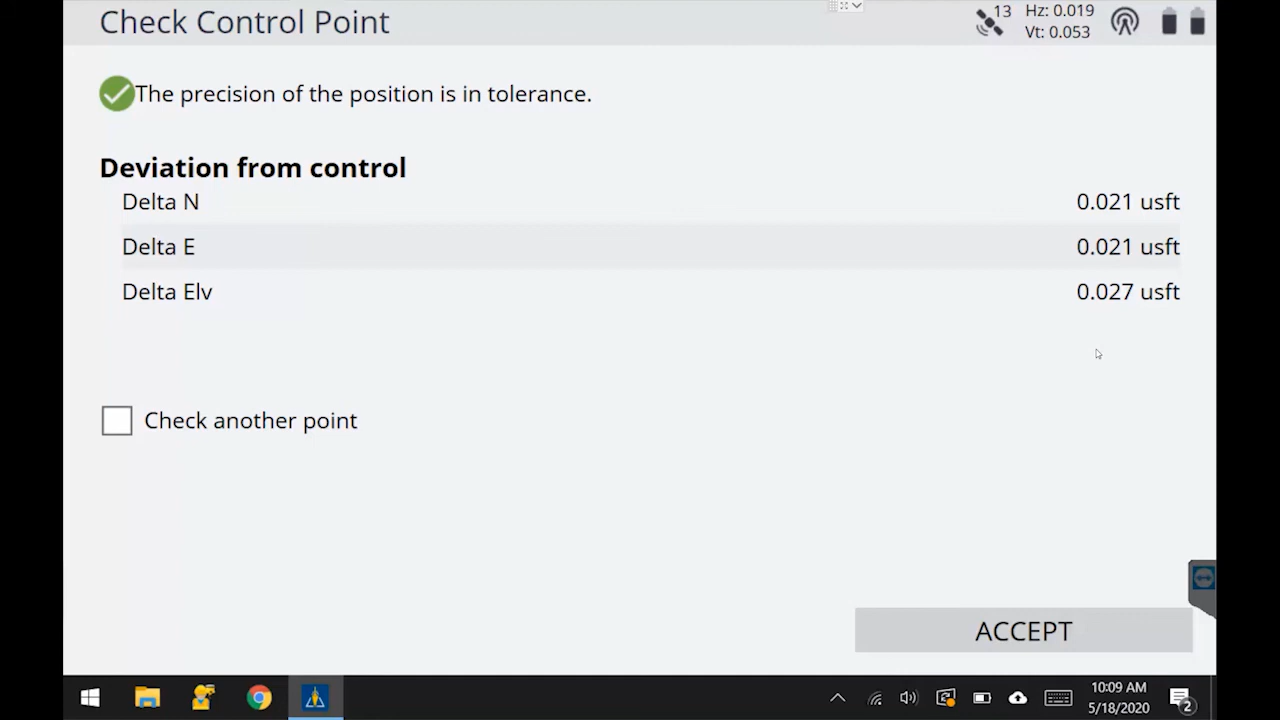 Check Control Point
13
Hz: 0.019
Vt: 0.053
The precision of the position is in tolerance.
Deviation from control
Delta N 0.021 usft
Delta E 0.021 usft
Delta Elv 0.027 usft
Check another point
ACCEPT
10:09 AM
5/18/2020
2